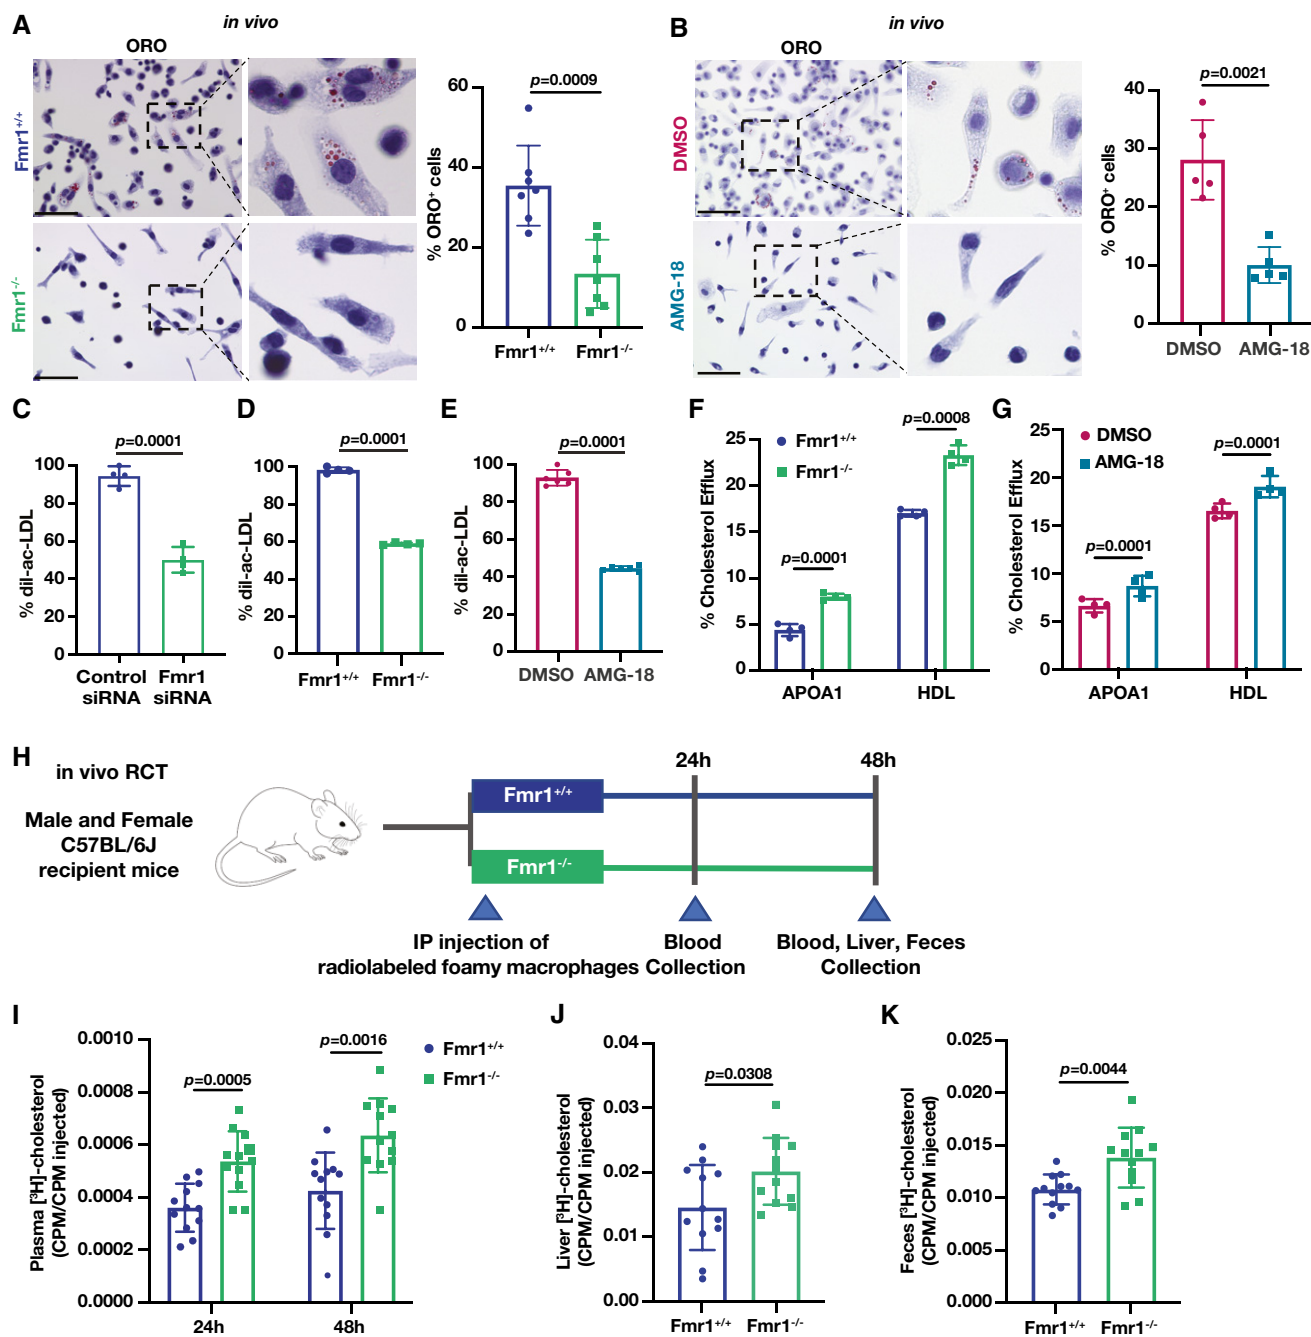 A
in vivo
ORO
Fmr1+/+
Fmr1-/-
% ORO+ cells
60
40
20
0
p=0.0009
Fmr1+/+ Fmr1-/-
B
in vivo
ORO
DMSO
AMG-18
% ORO+ cells
40
30
20
10
0
p=0.0021
DMSO AMG-18
C
% dil-ac-LDL
100
80
60
40
20
0
p=0.0001
Control Fmr1
siRNA siRNA
D
% dil-ac-LDL
100
80
60
40
20
0
p=0.0001
Fmr1+/+ Fmr1-/-
E
% dil-ac-LDL
100
80
60
40
20
0
p=0.0001
DMSO AMG-18
F
% Cholesterol Efflux
25
20
15
10
5
0
Fmr1+/+
Fmr1-/-
p=0.0001
p=0.0008
APOA1 HDL
G
% Cholesterol Efflux
25
20
15
10
5
0
DMSO
AMG-18
p=0.0001
p=0.0001
APOA1 HDL
H
in vivo RCT
Male and Female
C57BL/6J
recipient mice
Fmr1+/+
Fmr1-/-
24h
48h
IP injection of
radiolabeled foamy macrophages
Blood
Collection
Blood, Liver, Feces
Collection
I
Plasma [3H]-cholesterol
(CPM/CPM injected)
0.0010
0.0008
0.0006
0.0004
0.0002
0.0000
p=0.0005
p=0.0016
Fmr1+/+
Fmr1-/-
24h 48h
J
Liver [3H]-cholesterol
(CPM/CPM injected)
0.04
0.03
0.02
0.01
0.00
p=0.0308
Fmr1+/+ Fmr1-/-
K
Feces [3H]-cholesterol
(CPM/CPM injected)
0.025
0.020
0.015
0.010
0.005
0.000
p=0.0044
Fmr1+/+ Fmr1-/-